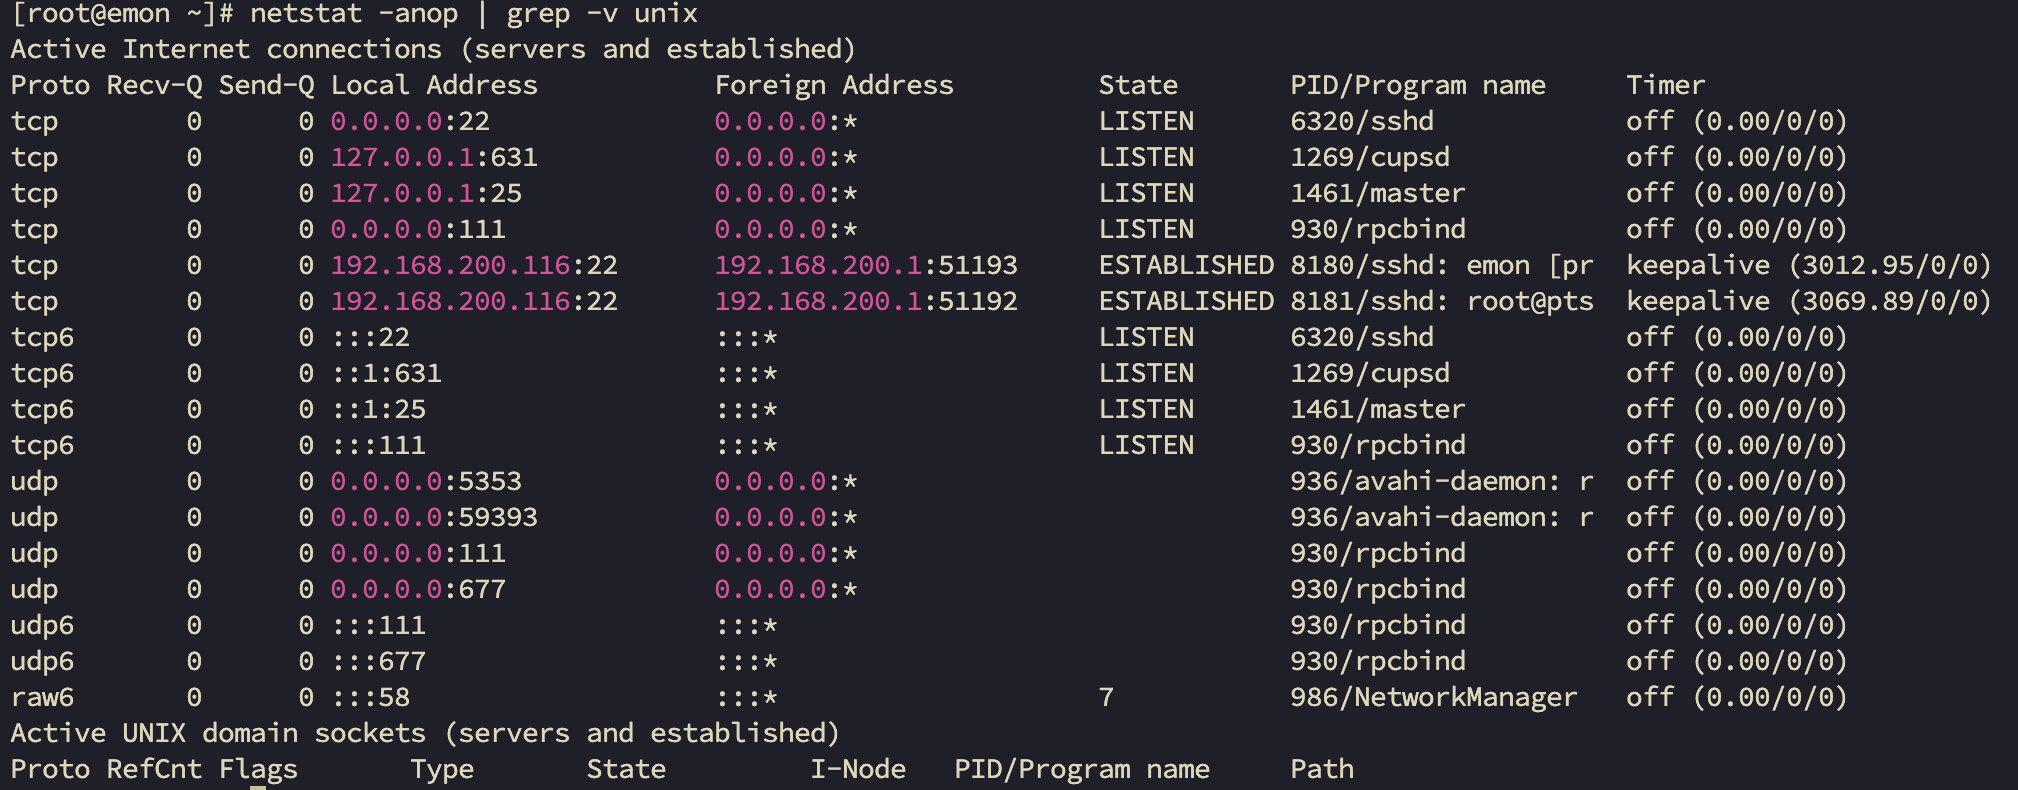 [root@emon ~]# netstat -anop | grep -v unix
Active Internet connections (servers and established)
Proto Recv-Q Send-Q Local Address           Foreign Address         State       PID/Program name     Timer
tcp        0      0 0.0.0.0:22              0.0.0.0:*               LISTEN      6320/sshd            off (0.00/0/0)
tcp        0      0 127.0.0.1:631           0.0.0.0:*               LISTEN      1269/cupsd           off (0.00/0/0)
tcp        0      0 127.0.0.1:25            0.0.0.0:*               LISTEN      1461/master          off (0.00/0/0)
tcp        0      0 0.0.0.0:111             0.0.0.0:*               LISTEN      930/rpcbind          off (0.00/0/0)
tcp        0      0 192.168.200.116:22      192.168.200.1:51193     ESTABLISHED 8180/sshd: emon [pr  keepalive (3012.95/0/0)
tcp        0      0 192.168.200.116:22      192.168.200.1:51192     ESTABLISHED 8181/sshd: root@pts  keepalive (3069.89/0/0)
tcp6       0      0 :::22                   :::*                    LISTEN      6320/sshd            off (0.00/0/0)
tcp6       0      0 ::1:631                 :::*                    LISTEN      1269/cupsd           off (0.00/0/0)
tcp6       0      0 ::1:25                  :::*                    LISTEN      1461/master          off (0.00/0/0)
tcp6       0      0 :::111                  :::*                    LISTEN      930/rpcbind          off (0.00/0/0)
udp        0      0 0.0.0.0:5353            0.0.0.0:*                           936/avahi-daemon: r  off (0.00/0/0)
udp        0      0 0.0.0.0:59393           0.0.0.0:*                           936/avahi-daemon: r  off (0.00/0/0)
udp        0      0 0.0.0.0:111             0.0.0.0:*                           930/rpcbind          off (0.00/0/0)
udp        0      0 0.0.0.0:677             0.0.0.0:*                           930/rpcbind          off (0.00/0/0)
udp6       0      0 :::111                  :::*                                930/rpcbind          off (0.00/0/0)
udp6       0      0 :::677                  :::*                                930/rpcbind          off (0.00/0/0)
raw6       0      0 :::58                   :::*                    7           986/NetworkManager   off (0.00/0/0)
Active UNIX domain sockets (servers and established)
Proto RefCnt Flags       Type       State         I-Node   PID/Program name     Path